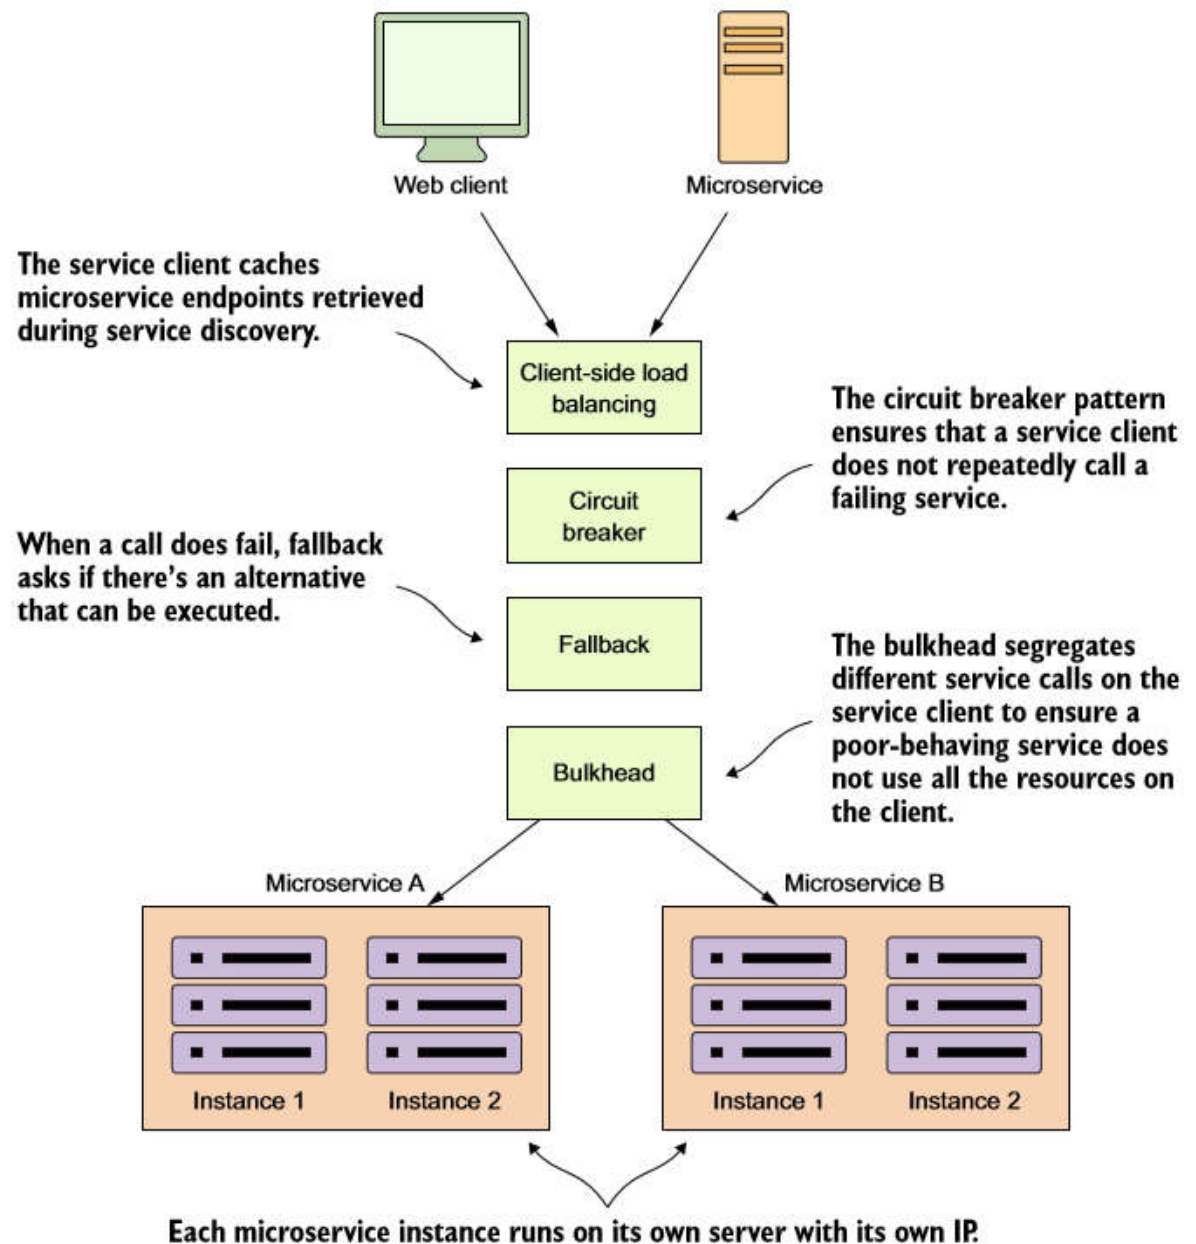 Web client
Microservice
The service client caches
microservice endpoints retrieved
during service discovery.
Client-side load
balancing
The circuit breaker pattern
ensures that a service client
does not repeatedly call a
failing service.
Circuit
breaker
When a call does fail, fallback
asks if there's an alternative
that can be executed.
Fallback
The bulkhead segregates
different service calls on the
service client to ensure a
poor-behaving service does
not use all the resources on
the client.
Bulkhead
Microservice A
Microservice B
Instance 1
Instance 2
Instance 1
Instance 2
Each microservice instance runs on its own server with its own IP.